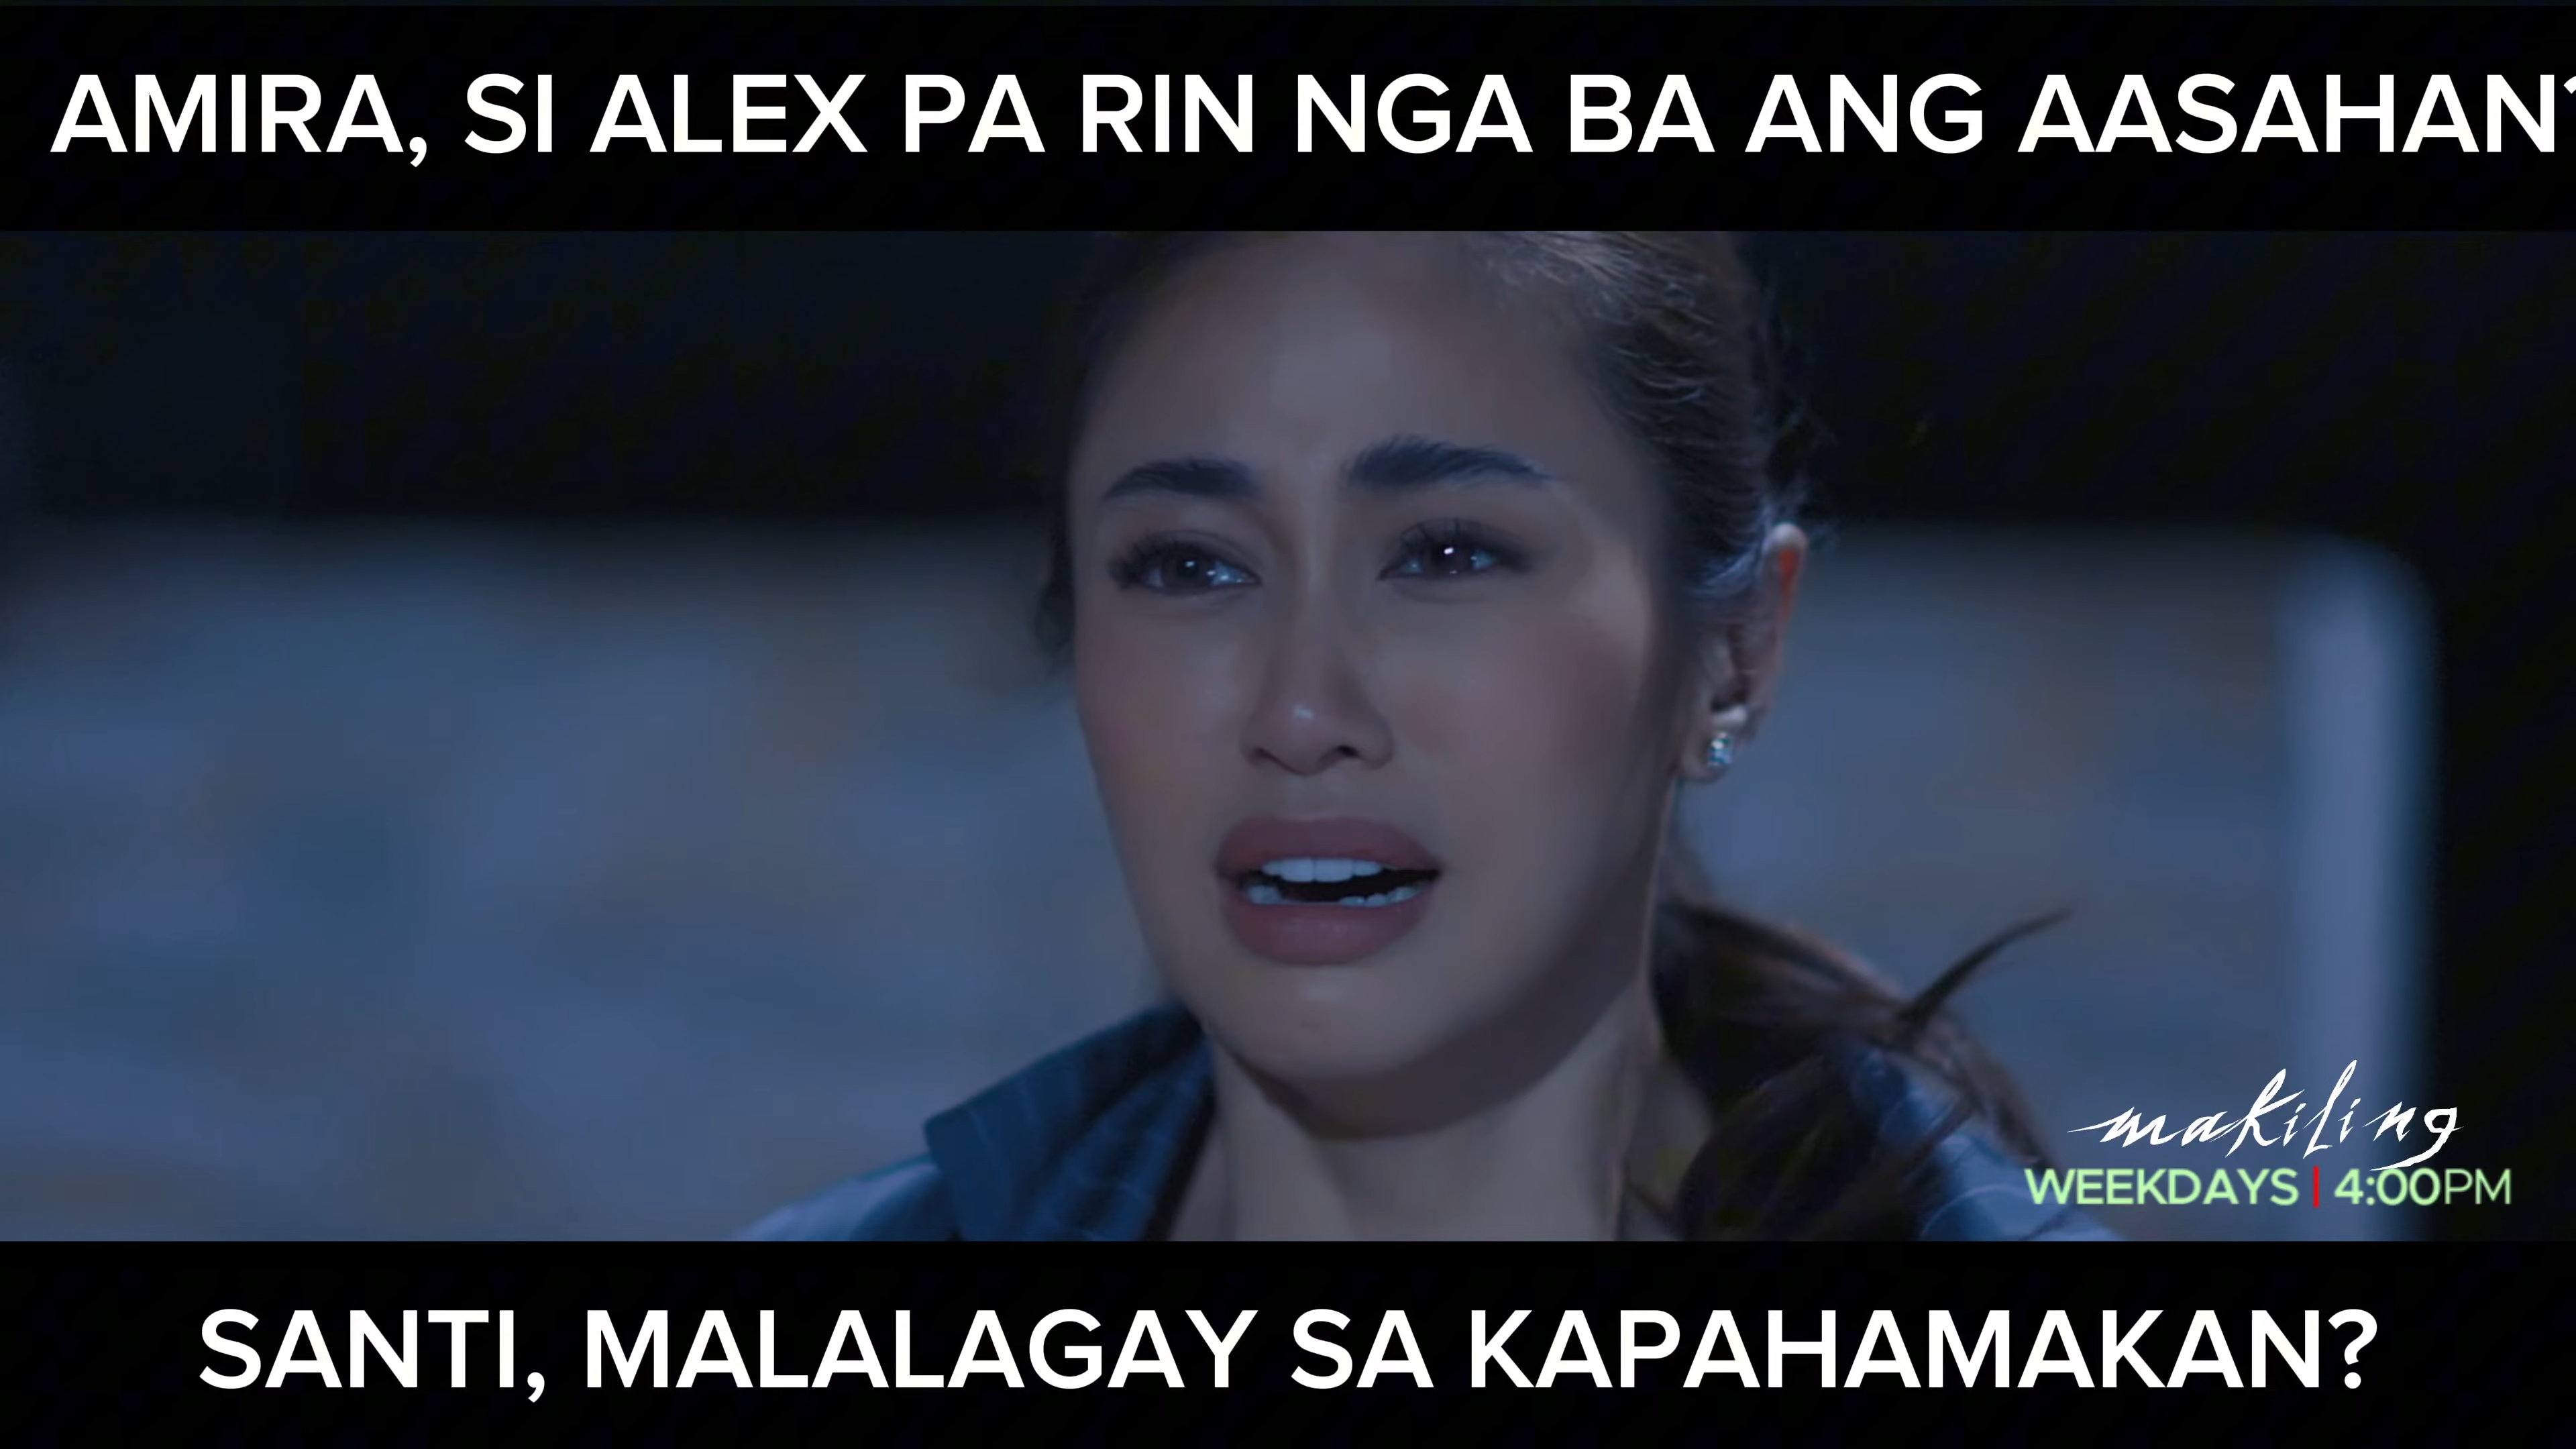 AMIRA, SI ALEX PA RIN NGA BA ANG AASAHAN?
makiling
WEEKDAYS | 4:00PM
SANTI, MALALAGAY SA KAPAHAMAKAN?